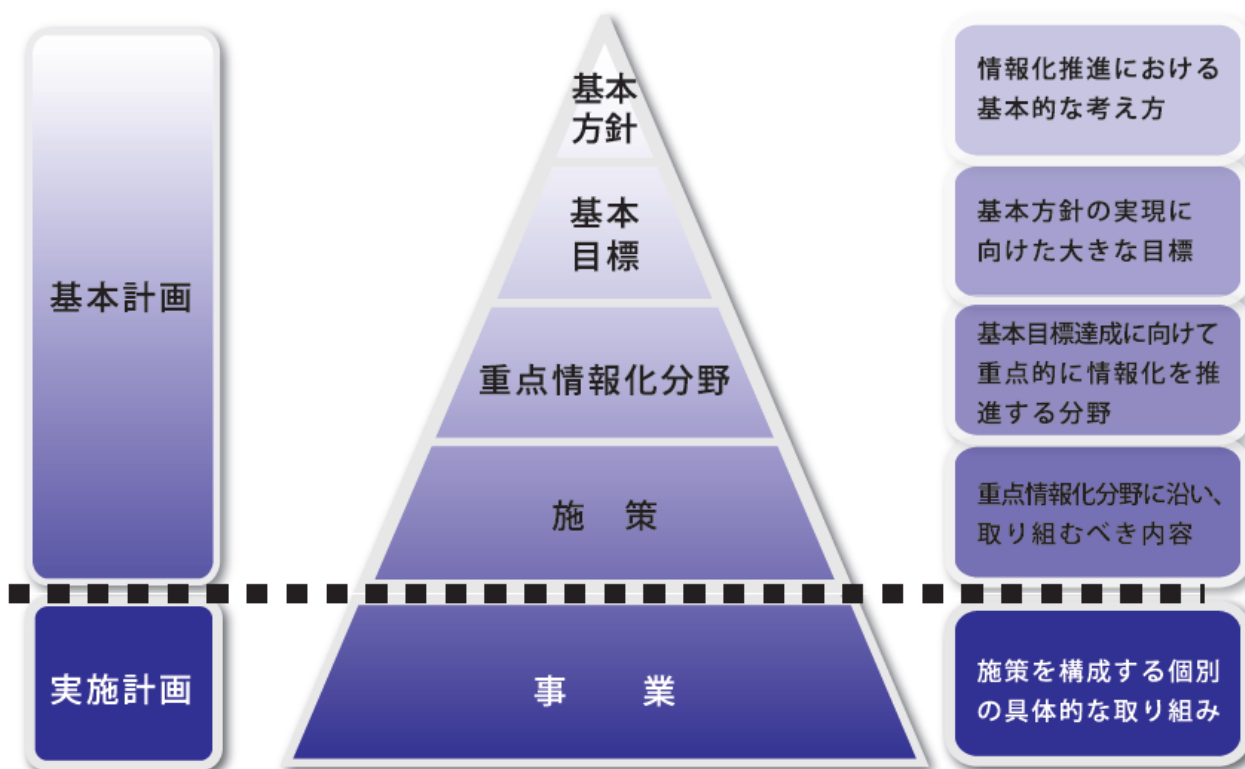 基本計画
実施計画
基本
方針
基本
目標
重点情報化分野
施　策
事　業
情報化推進における
基本的な考え方
基本方針の実現に
向けた大きな目標
基本目標達成に向けて
重点的に情報化を推
進する分野
重点情報化分野に沿い、
取り組むべき内容
施策を構成する個別
の具体的な取り組み